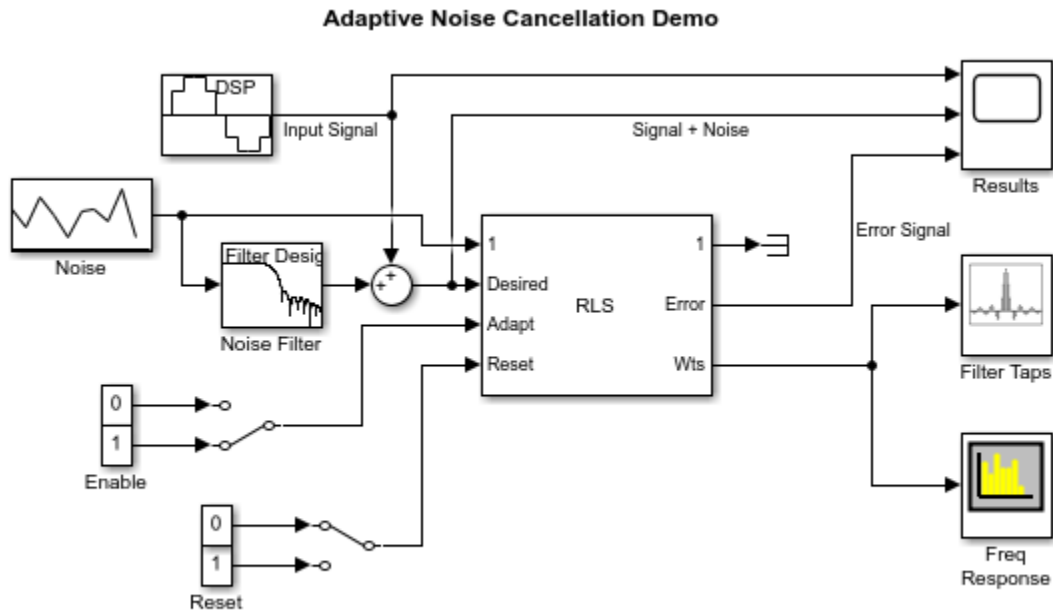 Adaptive Noise Cancellation Demo
DSP
Input Signal
Signal + Noise
Results
Noise
Filter Desig
Noise Filter
+
+
1
Desired
Adapt
Reset
RLS
1
Error
Wts
Error Signal
Filter Taps
0
1
Enable
0
1
Reset
Freq
Response